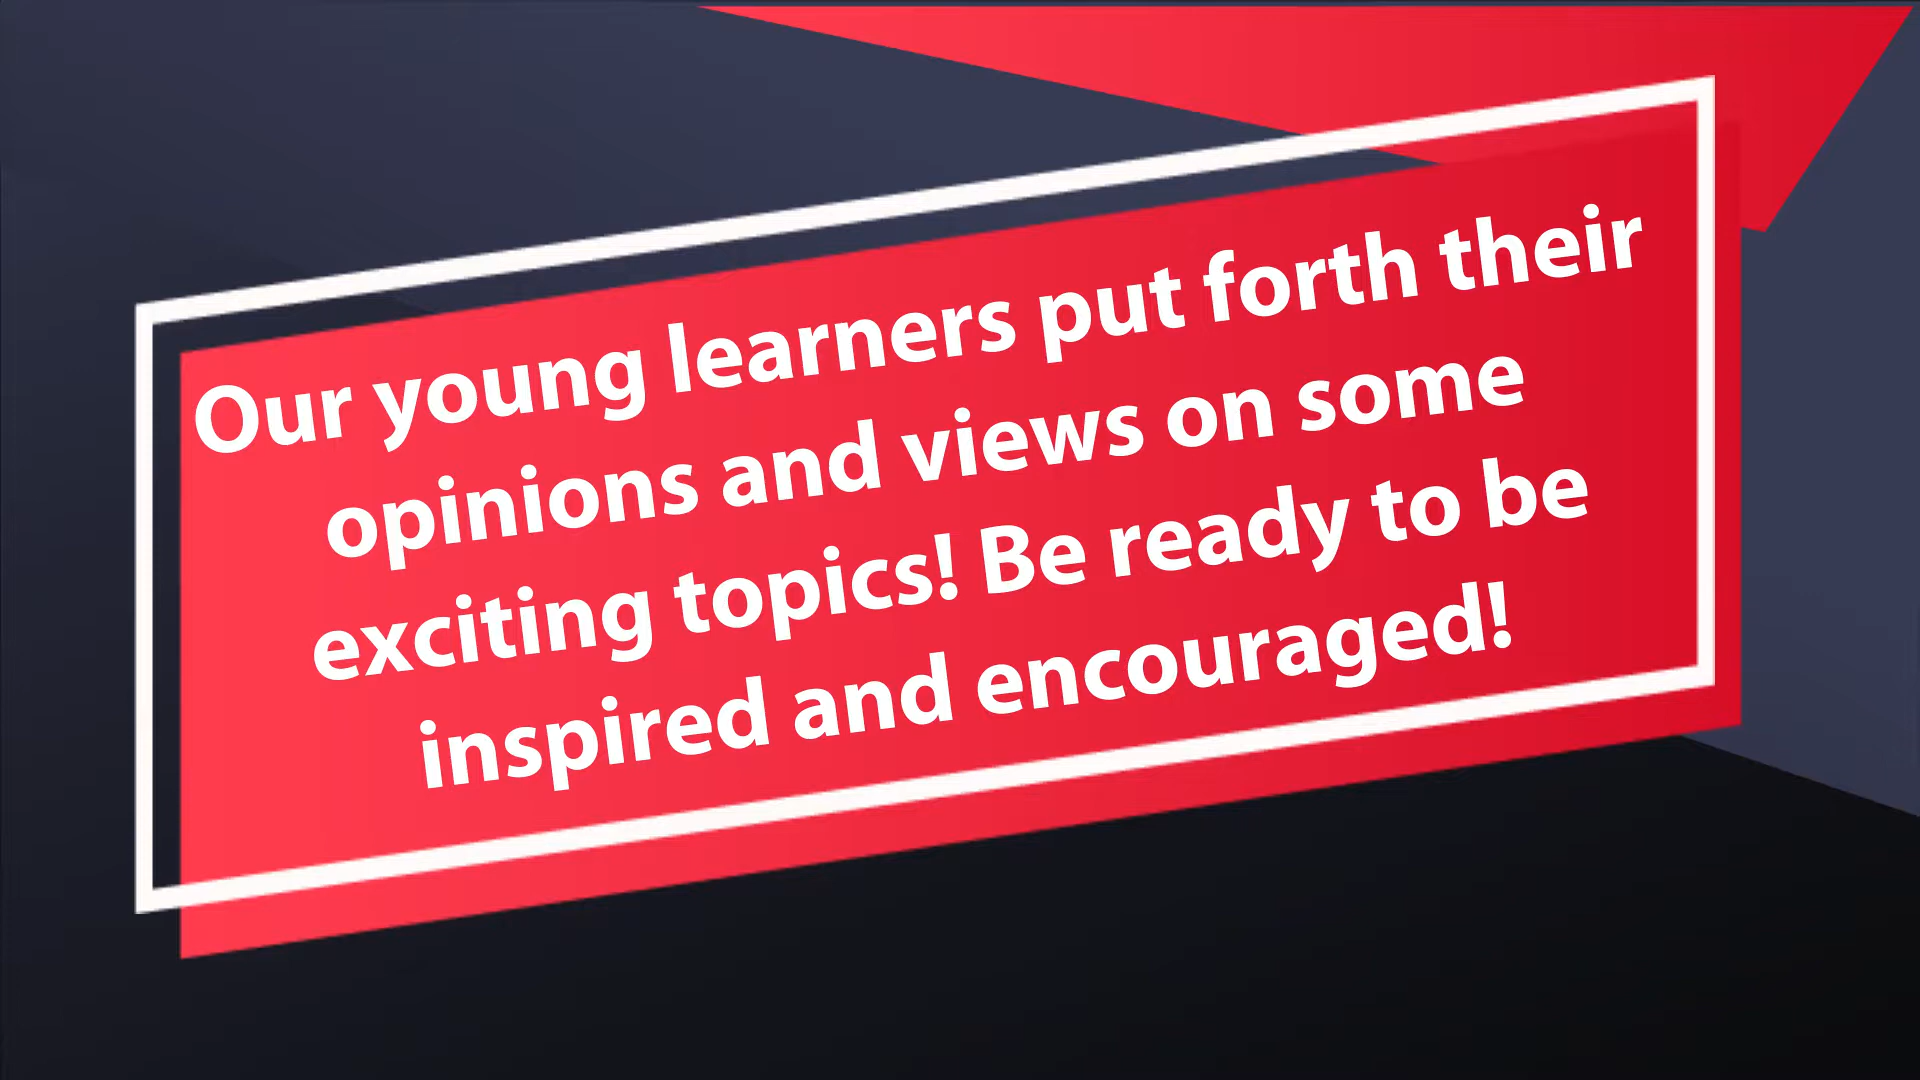 Our young learners put forth their
opinions and views on some
exciting topics! Be ready to be
inspired and encouraged!